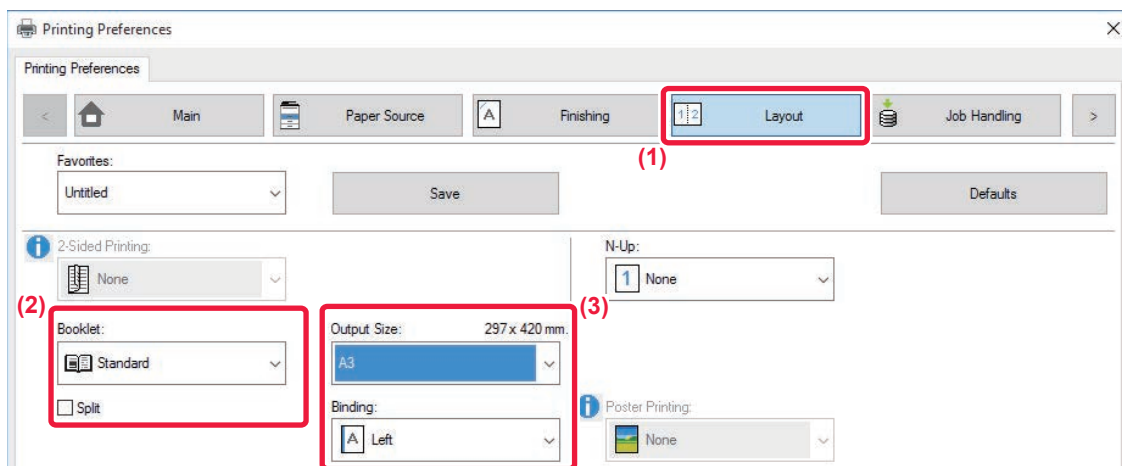 Printing Preferences
Printing Preferences
< Main Paper Source A Finishing 1 2 Layout Job Handling >
(1)
Favorites:
Untitled Save Defaults
i 2-Sided Printing: N-Up:
None 1 None
(2) (3)
Booklet: Output Size: 297 x 420 mm.
Standard A3
Split Binding: i Poster Printing:
A Left None